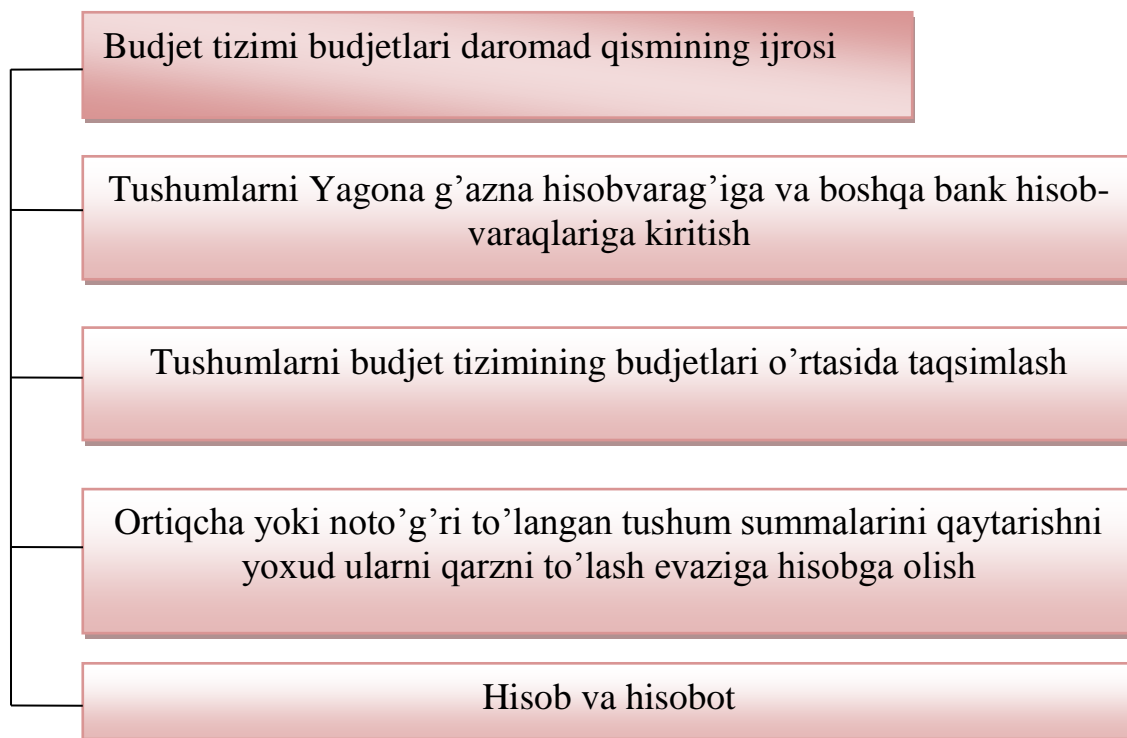 Budjet tizimi budjetlari daromad qismining ijrosi
Tushumlarni Yagona g’azna hisobvarag’iga va boshqa bank hisob-
varaqlariga kiritish
Tushumlarni budjet tizimining budjetlari o’rtasida taqsimlash
Ortiqcha yoki noto’g’ri to’langan tushum summalarini qaytarishni
yoxud ularni qarzni to’lash evaziga hisobga olish
Hisob va hisobot